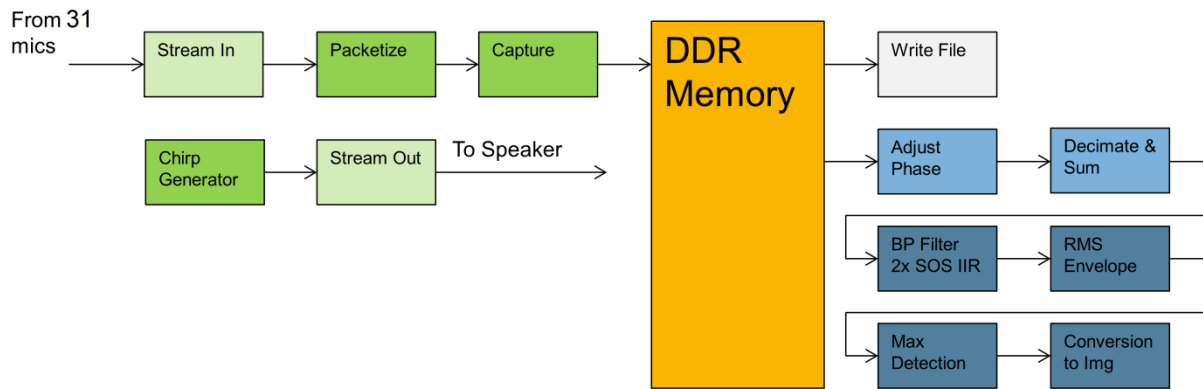 From 31
mics
Stream In
Packetize
Capture
DDR
Memory
Write File
Chirp
Generator
Stream Out
To Speaker
Adjust
Phase
Decimate &
Sum
BP Filter
2x SOS IIR
RMS
Envelope
Max
Detection
Conversion
to Img